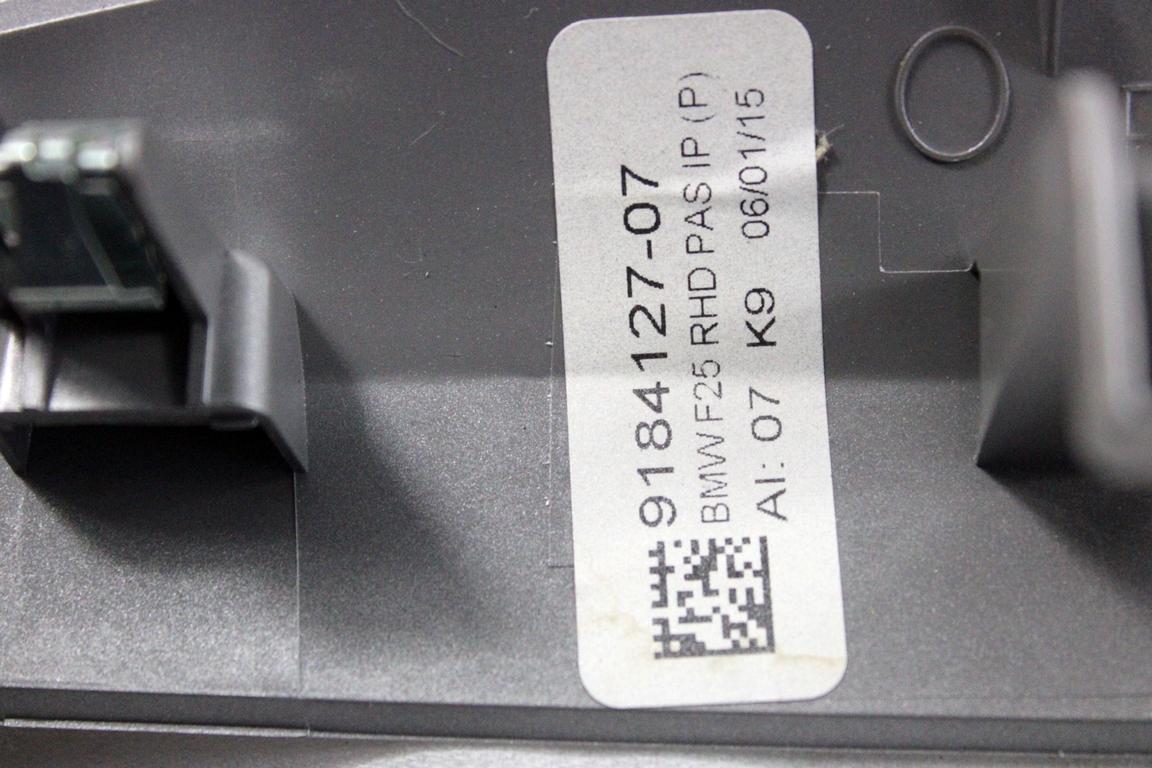 9184127-07
BMW F25 RHD PAS IP (P)
AI: 07 K9 06/01/15